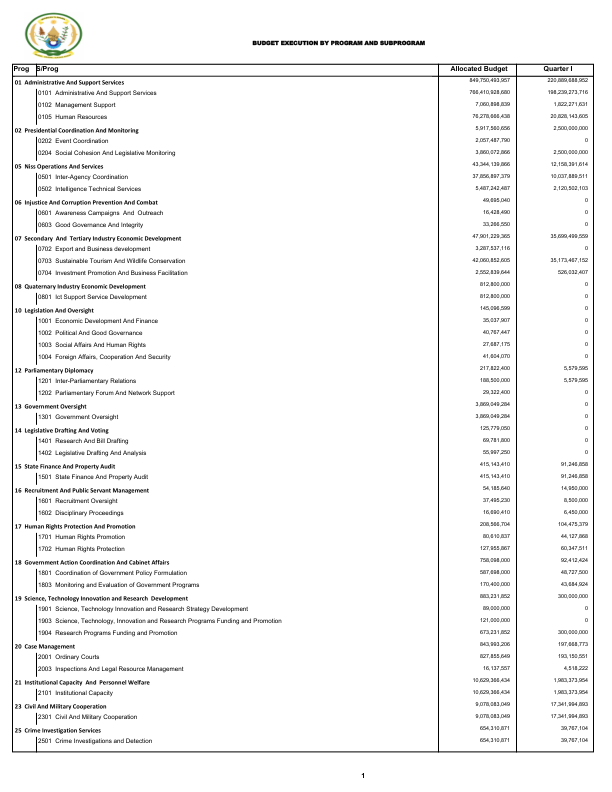 BUDGET EXECUTION BY PROGRAM AND SUBPROGRAM
Prog S/Prog Allocated Budget Quarter I
01 Administrative And Support Services 849,750,493,957 220,889,688,952
0101 Administrative And Support Services 766,410,928,680 198,239,273,716
0102 Management Support 7,060,898,839 1,822,271,631
0105 Human Resources 76,278,666,438 20,828,143,605
02 Presidential Coordination And Monitoring 5,917,560,656 2,500,000,000
0202 Event Coordination 2,057,487,790 0
0204 Social Cohesion And Legislative Monitoring 3,860,072,866 2,500,000,000
05 Niss Operations And Services 43,344,139,866 12,158,391,614
0501 Inter-Agency Coordination 37,856,897,379 10,037,889,511
0502 Intelligence Technical Services 5,487,242,487 2,120,502,103
06 Injustice And Corruption Prevention And Combat 49,695,040 0
0601 Awareness Campaigns And Outreach 16,428,490 0
0603 Good Governance And Integrity 33,266,550 0
07 Secondary And Tertiary Industry Economic Development 47,901,229,365 35,699,499,559
0702 Export and Business development 3,287,537,116 0
0703 Sustainable Tourism And Wildlife Conservation 42,060,852,605 35,173,467,152
0704 Investment Promotion And Business Facilitation 2,552,839,644 526,032,407
08 Quaternary Industry Economic Development 812,800,000 0
0801 Ict Support Service Development 812,800,000 0
10 Legislation And Oversight 145,096,599 0
1001 Economic Development And Finance 35,037,907 0
1002 Political And Good Governance 40,767,447 0
1003 Social Affairs And Human Rights 27,687,175 0
1004 Foreign Affairs, Cooperation And Security 41,604,070 0
12 Parliamentary Diplomacy 217,822,400 5,579,595
1201 Inter-Parliamentary Relations 188,500,000 5,579,595
1202 Parliamentary Forum And Network Support 29,322,400 0
13 Government Oversight 3,869,049,284 0
1301 Government Oversight 3,869,049,284 0
14 Legislative Drafting And Voting 125,779,050 0
1401 Research And Bill Drafting 69,781,800 0
1402 Legislative Drafting And Analysis 55,997,250 0
15 State Finance And Property Audit 415,143,410 91,246,858
1501 State Finance And Property Audit 415,143,410 91,246,858
16 Recruitment And Public Servant Management 54,185,640 14,950,000
1601 Recruitment Oversight 37,495,230 8,500,000
1602 Disciplinary Proceedings 16,690,410 6,450,000
17 Human Rights Protection And Promotion 208,566,704 104,475,379
1701 Human Rights Promotion 80,610,837 44,127,868
1702 Human Rights Protection 127,955,867 60,347,511
18 Government Action Coordination And Cabinet Affairs 758,098,000 92,412,424
1801 Coordination of Government Policy Formulation 587,698,000 48,727,500
1803 Monitoring and Evaluation of Government Programs 170,400,000 43,684,924
19 Science, Technology Innovation and Research Development 883,231,852 300,000,000
1901 Science, Technology Innovation and Research Strategy Development 89,000,000 0
1903 Science, Technology, Innovation and Research Programs Funding and Promotion 121,000,000 0
1904 Research Programs Funding and Promotion 673,231,852 300,000,000
20 Case Management 843,993,206 197,668,773
2001 Ordinary Courts 827,855,649 193,150,551
2003 Inspections And Legal Resource Management 16,137,557 4,518,222
21 Institutional Capacity And Personnel Welfare 10,629,366,434 1,983,373,954
2101 Institutional Capacity 10,629,366,434 1,983,373,954
23 Civil And Military Cooperation 9,078,083,049 17,341,994,893
2301 Civil And Military Cooperation 9,078,083,049 17,341,994,893
25 Crime Investigation Services 654,310,871 39,767,104
2501 Crime Investigations and Detection 654,310,871 39,767,104
1